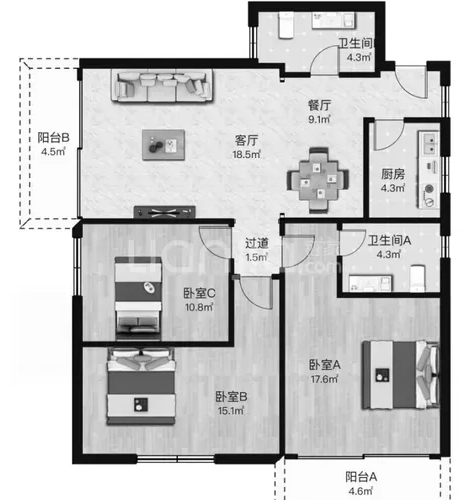 卫生间
4.3㎡
餐厅
9.1㎡
阳台B
4.5㎡
客厅
18.5㎡
厨房
4.3㎡
过道
1.5㎡
卫生间A
4.3㎡
卧室C
10.8㎡
卧室A
17.6㎡
卧室B
15.1㎡
阳台A
4.6㎡